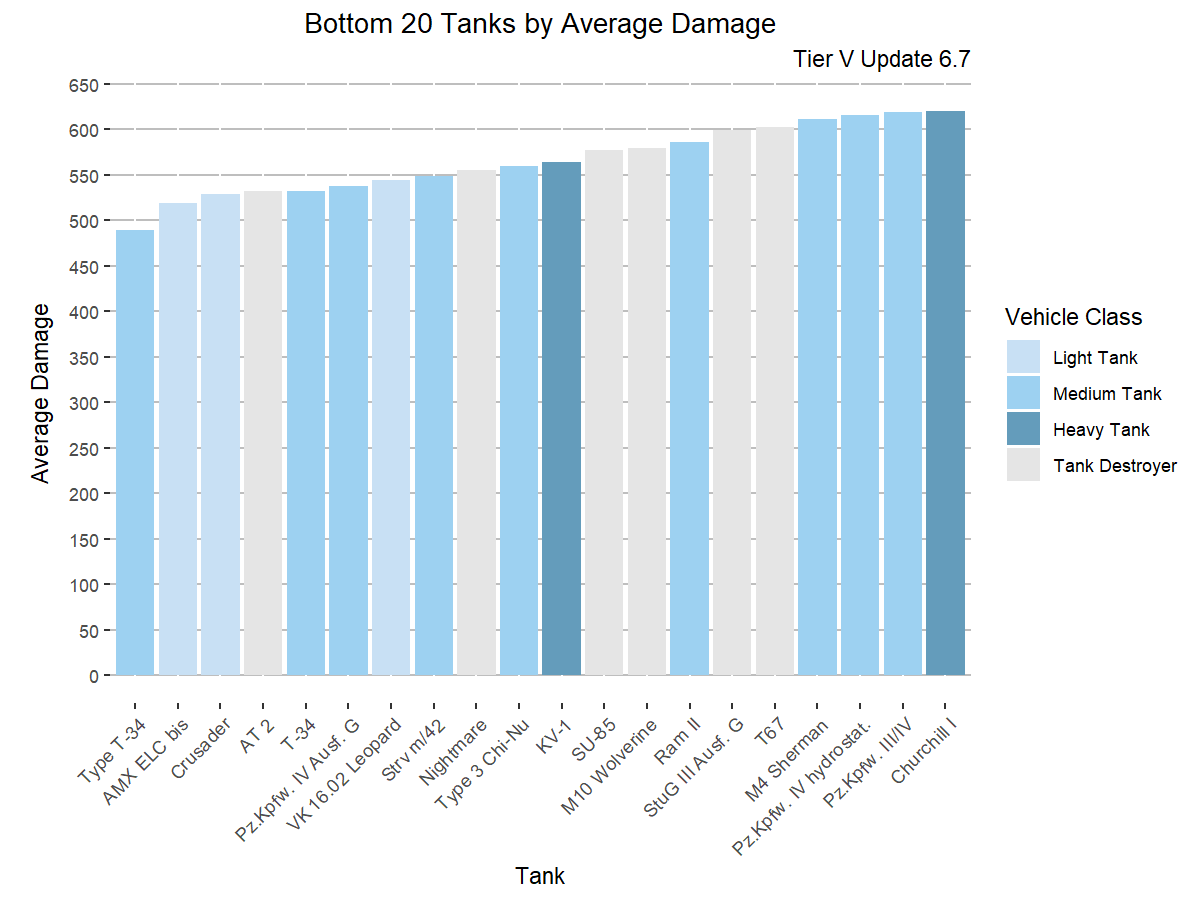 Bottom 20 Tanks by Average Damage
Tier V Update 6.7
650
600
550
500
450
400
350
300
250
200
150
100
50
0
Average Damage
Type T-34
AMX ELC bis
Crusader
AT 2
T-34
Pz.Kpfw. IV Ausf. G
VK 16.02 Leopard
Strv m/42
Nightmare
Type 3 Chi-Nu
KV-1
SU-85
M10 Wolverine
Ram II
StuG III Ausf. G
T67
M4 Sherman
Pz.Kpfw. IV hydrostat.
Pz.Kpfw. III/IV
Churchill I
Tank
Vehicle Class
Light Tank
Medium Tank
Heavy Tank
Tank Destroyer